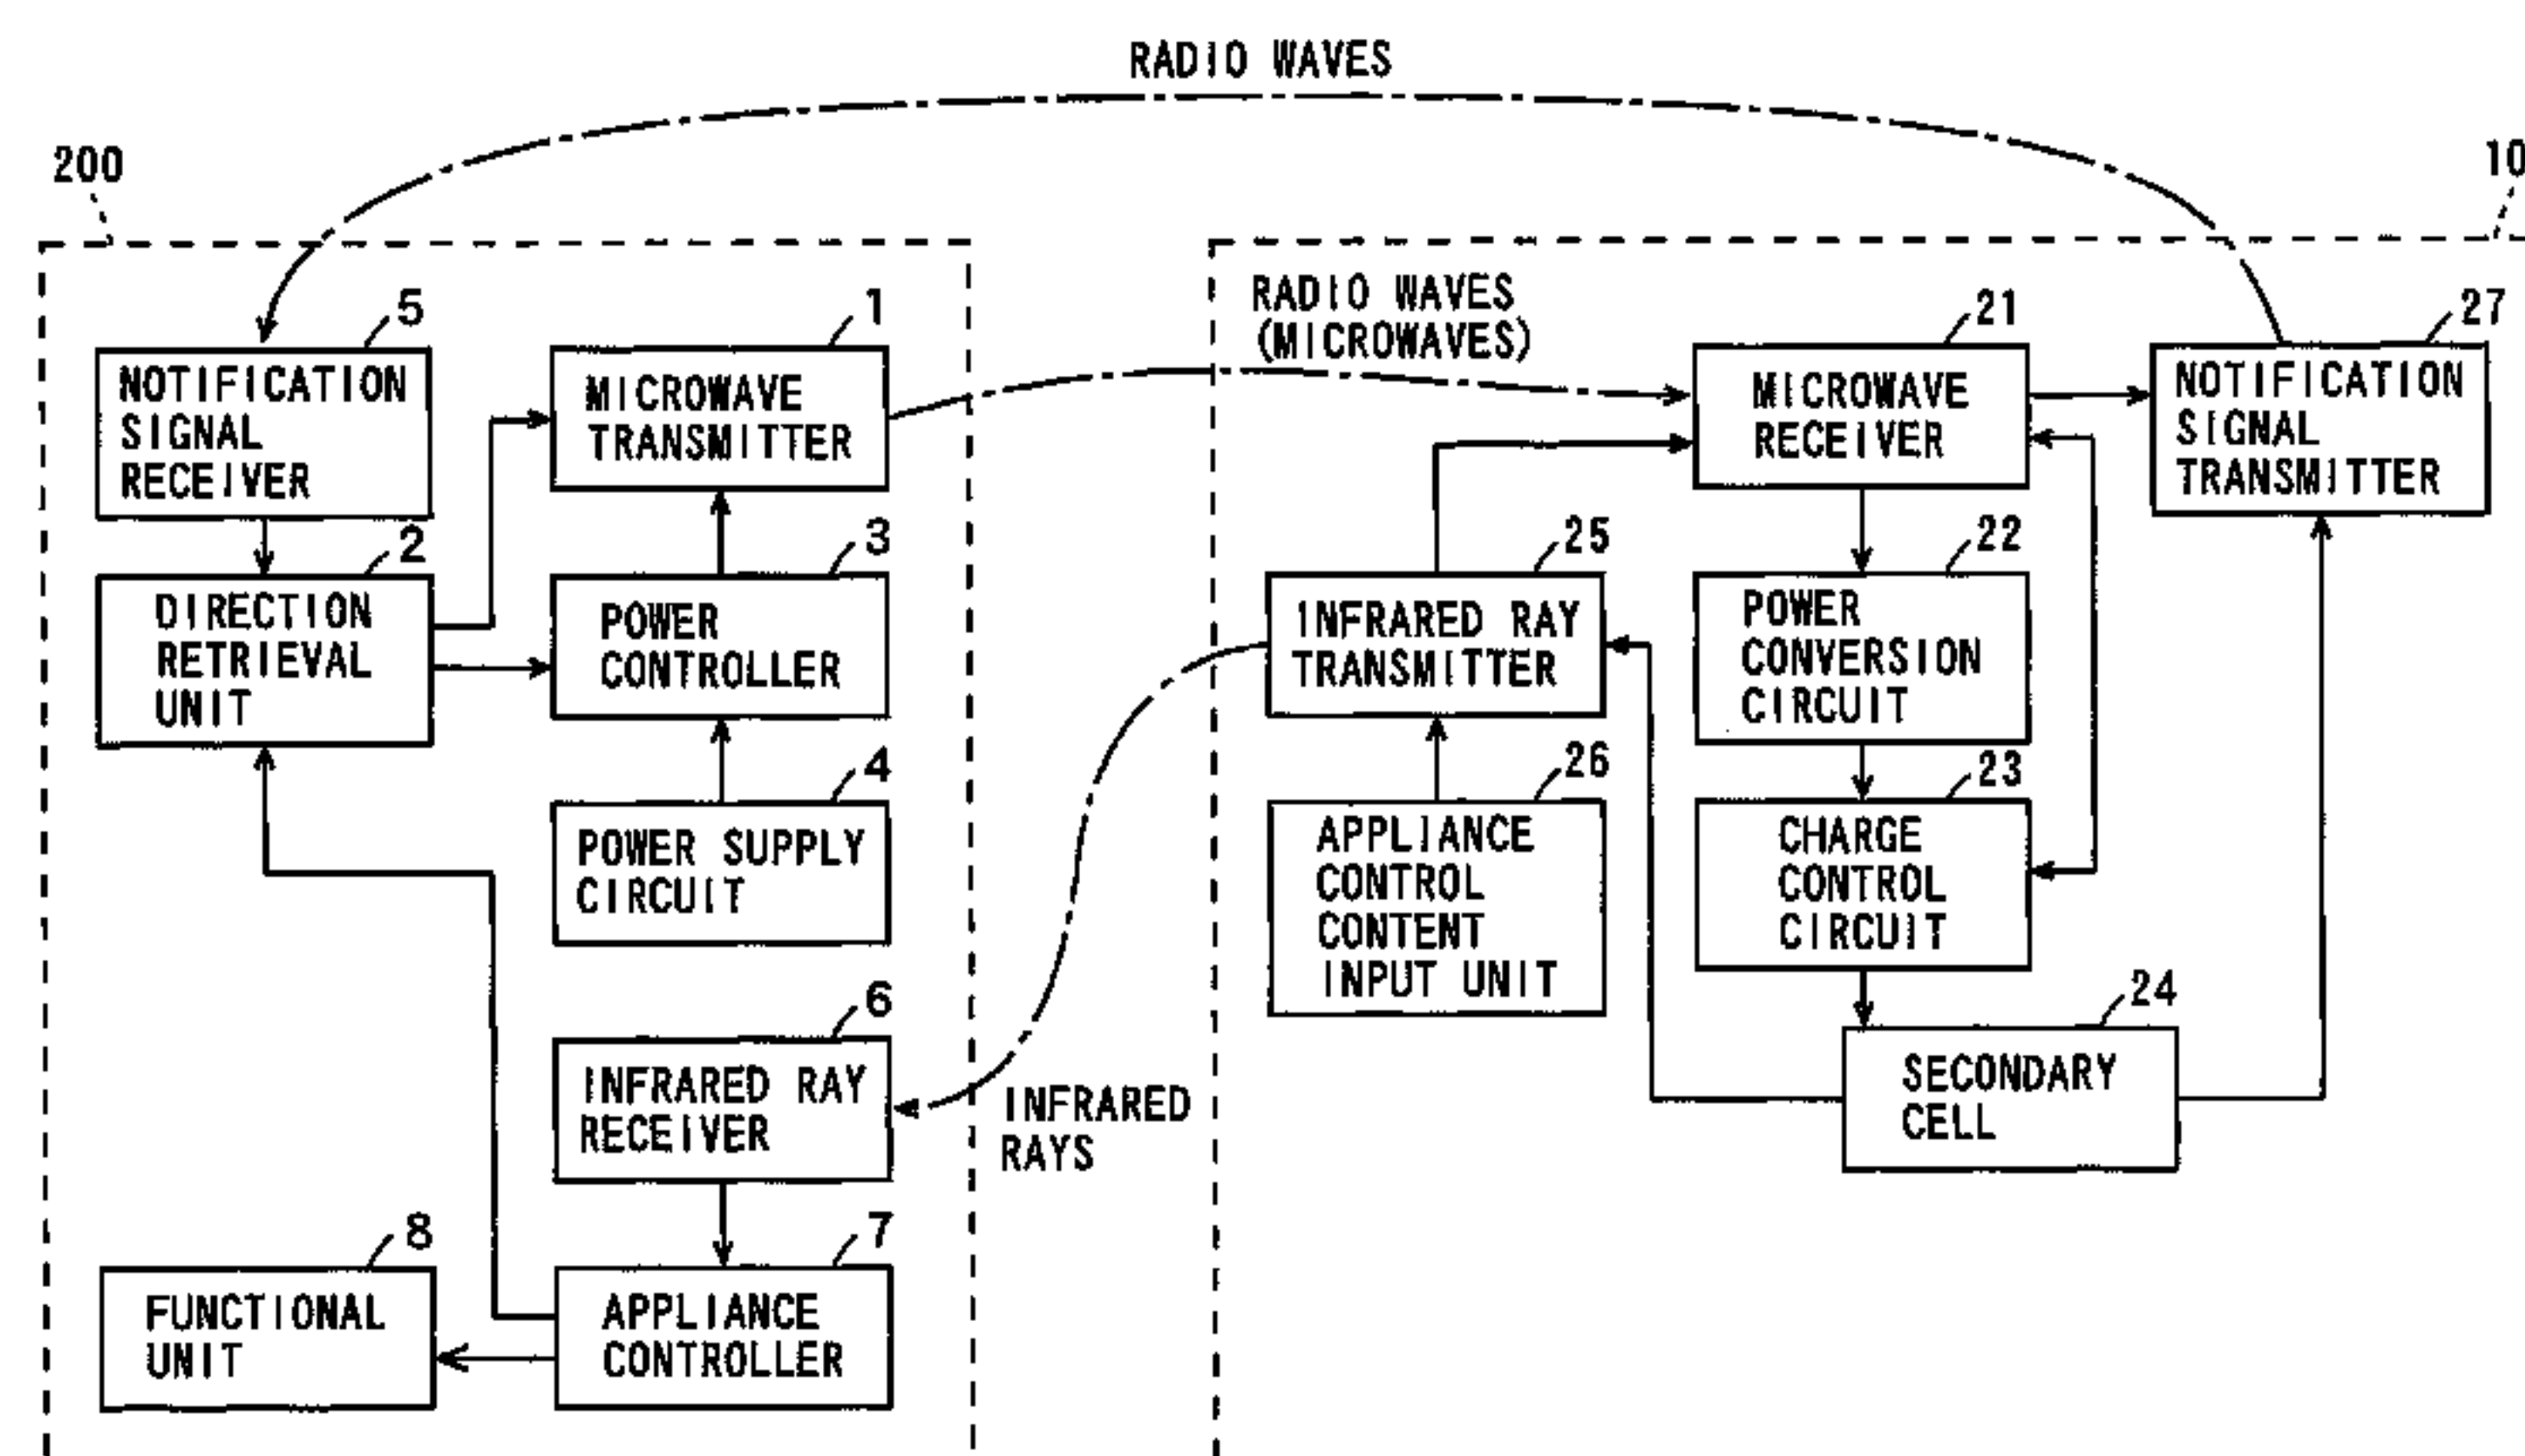 RADIO WAVES
200
10
5
NOTIFICATION
SIGNAL
RECEIVER
1
MICROWAVE
TRANSMITTER
RADIO WAVES
(MICROWAVES)
21
MICROWAVE
RECEIVER
27
NOTIFICATION
SIGNAL
TRANSMITTER
2
DIRECTION
RETRIEVAL
UNIT
3
POWER
CONTROLLER
25
INFRARED RAY
TRANSMITTER
22
POWER
CONVERSION
CIRCUIT
4
POWER SUPPLY
CIRCUIT
26
APPLIANCE
CONTROL
CONTENT
INPUT UNIT
23
CHARGE
CONTROL
CIRCUIT
6
INFRARED RAY
RECEIVER
INFRARED
RAYS
24
SECONDARY
CELL
8
FUNCTIONAL
UNIT
7
APPLIANCE
CONTROLLER